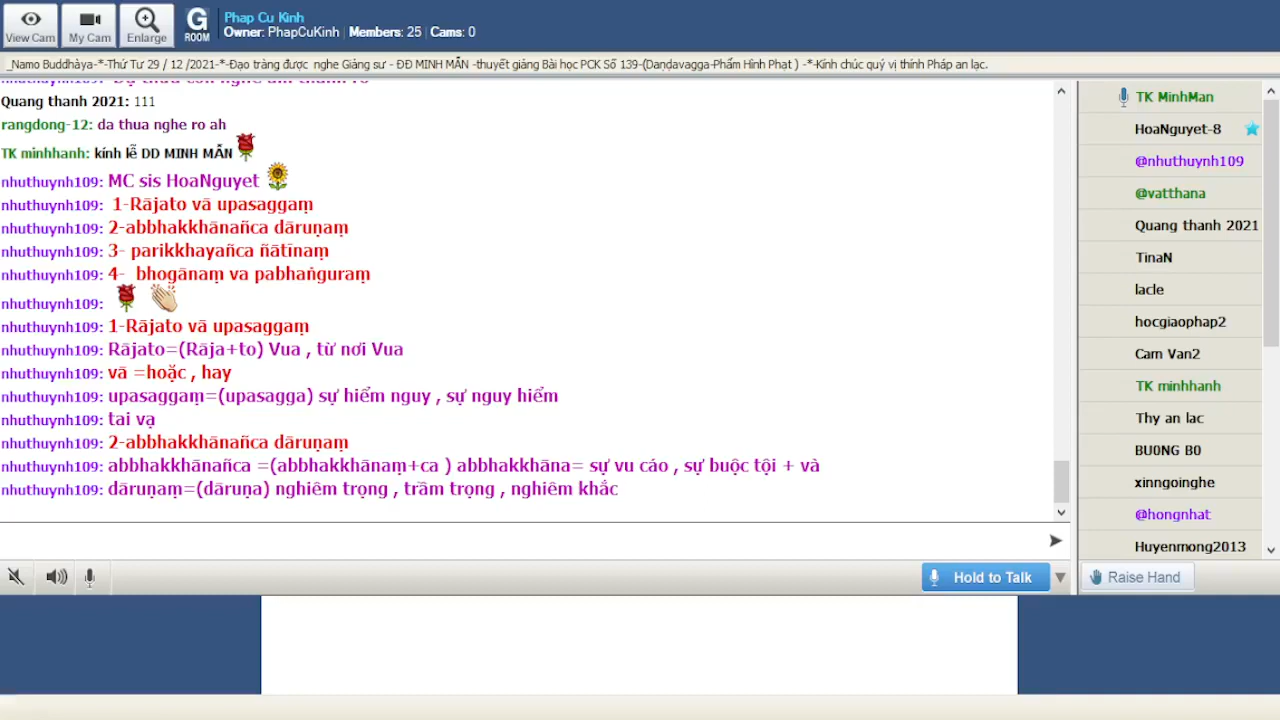 View Cam
My Cam
Enlarge
G
ROOM
Phap Cu Kinh
Owner: PhapCuKinh | Members: 25 | Cams: 0
_Namo Buddhàya-*-Thứ Tư 29 / 12 /2021-*-Đạo tràng được nghe Giảng sư - ĐĐ MINH MẪN -thuyết giảng Bài học PCK Số 139-(Daṇḍavagga-Phẩm Hình Phạt ) -*-Kính chúc quý vị thính Pháp an lạc.
Quang thanh 2021: 111
rangdong-12: da thua nghe ro ah
TK minhhanh: kính lễ DD MINH MẪN
nhuthuynh109: MC sis HoaNguyet
nhuthuynh109: 1-Rājato vā upasaggaṃ
nhuthuynh109: 2-abbhakkhānañca dāruṇaṃ
nhuthuynh109: 3- parikkhayañca ñātīnaṃ
nhuthuynh109: 4- bhogānaṃ va pabhaṅguraṃ
nhuthuynh109:
nhuthuynh109: 1-Rājato vā upasaggaṃ
nhuthuynh109: Rājato=(Rāja+to) Vua , từ nơi Vua
nhuthuynh109: vā =hoặc , hay
nhuthuynh109: upasaggaṃ=(upasagga) sự hiểm nguy , sự nguy hiểm
nhuthuynh109: tai vạ
nhuthuynh109: 2-abbhakkhānañca dāruṇaṃ
nhuthuynh109: abbhakkhānañca =(abbhakkhānaṃ+ca ) abbhakkhāna= sự vu cáo , sự buộc tội + và
nhuthuynh109: dāruṇaṃ=(dāruṇa) nghiêm trọng , trầm trọng , nghiêm khắc
TK MinhMan
HoaNguyet-8
@nhuthuynh109
@vatthana
Quang thanh 2021
TinaN
lacle
hocgiaophap2
Cam Van2
TK minhhanh
Thy an lac
BU0NG B0
xinngoinghe
@hongnhat
Huyenmong2013
Hold to Talk
Raise Hand